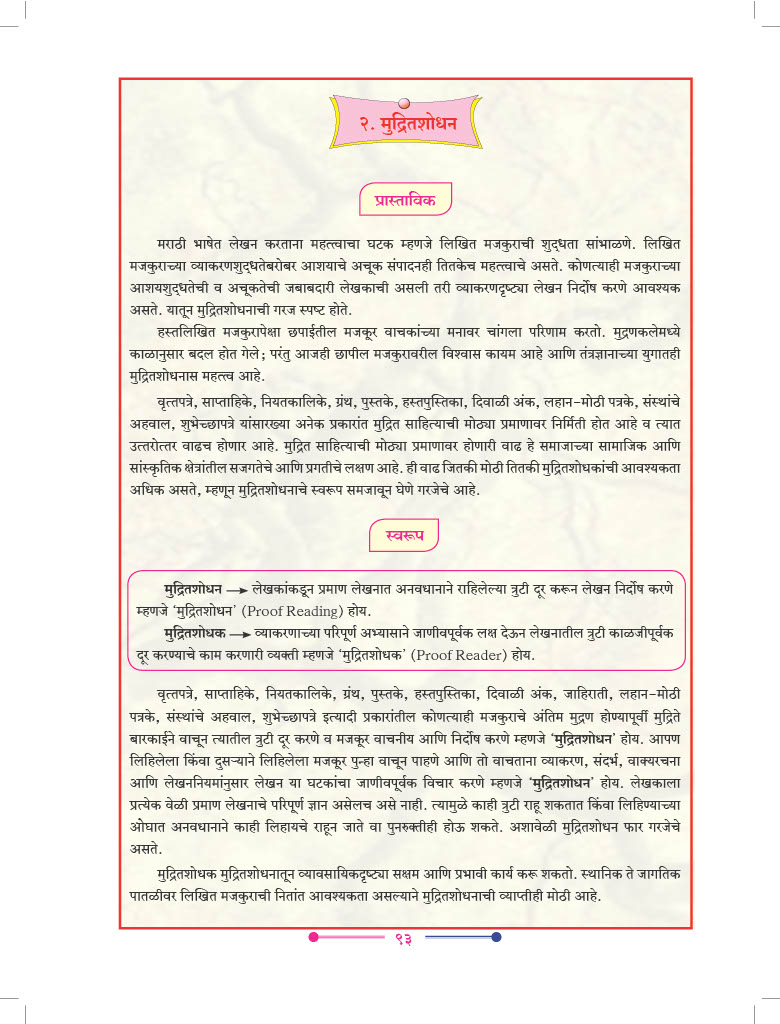 २. मुद्रितशोधन
प्रास्ताविक
मराठी भाषेत लेखन करताना महत्त्वाचा घटक म्हणजे लिखित मजकुराची शुद्धता सांभाळणे. लिखित
मजकुराच्या व्याकरणशुद्धतेबरोबर आशयाचे अचूक संपादनही तितकेच महत्त्वाचे असते. कोणत्याही मजकुराच्या
आशयशुद्धतेची व अचूकतेची जबाबदारी लेखकाची असली तरी व्याकरणदृष्ट्या लेखन निर्दोष करणे आवश्यक
असते. यातून मुद्रितशोधनाची गरज स्पष्ट होते.
हस्तलिखित मजकुरापेक्षा छपाईतील मजकूर वाचकांच्या मनावर चांगला परिणाम करतो. मुद्रणकलेमध्ये
काळानुसार बदल होत गेले; परंतु आजही छापील मजकुरावरील विश्वास कायम आहे आणि तंत्रज्ञानाच्या युगातही
मुद्रितशोधनास महत्त्व आहे.
वृत्तपत्रे, साप्ताहिके, नियतकालिके, ग्रंथ, पुस्तके, हस्तपुस्तिका, दिवाळी अंक, लहान-मोठी पत्रके, संस्थांचे
अहवाल, शुभेच्छापत्रे यांसारख्या अनेक प्रकारांत मुद्रित साहित्याची मोठ्या प्रमाणावर निर्मिती होत आहे व त्यात
उत्तरोत्तर वाढच होणार आहे. मुद्रित साहित्याची मोठ्या प्रमाणावर होणारी वाढ हे समाजाच्या सामाजिक आणि
सांस्कृतिक क्षेत्रांतील सजगतेचे आणि प्रगतीचे लक्षण आहे. ही वाढ जितकी मोठी तितकी मुद्रितशोधकांची आवश्यकता
अधिक असते, म्हणून मुद्रितशोधनाचे स्वरूप समजावून घेणे गरजेचे आहे.
स्वरूप
मुद्रितशोधन → लेखकांकडून प्रमाण लेखनात अनवधानाने राहिलेल्या त्रुटी दूर करून लेखन निर्दोष करणे
म्हणजे ‘मुद्रितशोधन’ (Proof Reading) होय.
मुद्रितशोधक → व्याकरणाच्या परिपूर्ण अभ्यासाने जाणीवपूर्वक लक्ष देऊन लेखनातील त्रुटी काळजीपूर्वक
दूर करण्याचे काम करणारी व्यक्ती म्हणजे ‘मुद्रितशोधक’ (Proof Reader) होय.
वृत्तपत्रे, साप्ताहिके, नियतकालिके, ग्रंथ, पुस्तके, हस्तपुस्तिका, दिवाळी अंक, जाहिराती, लहान-मोठी
पत्रके, संस्थांचे अहवाल, शुभेच्छापत्रे इत्यादी प्रकारांतील कोणत्याही मजकुराचे अंतिम मुद्रण होण्यापूर्वी मुद्रिते
बारकाईने वाचून त्यातील त्रुटी दूर करणे व मजकूर वाचनीय आणि निर्दोष करणे म्हणजे ‘मुद्रितशोधन’ होय. आपण
लिहिलेला किंवा दुसऱ्याने लिहिलेला मजकूर पुन्हा वाचून पाहणे आणि तो वाचताना व्याकरण, संदर्भ, वाक्यरचना
आणि लेखननियमांनुसार लेखन या घटकांचा जाणीवपूर्वक विचार करणे म्हणजे ‘मुद्रितशोधन’ होय. लेखकाला
प्रत्येक वेळी प्रमाण लेखनाचे परिपूर्ण ज्ञान असेलच असे नाही. त्यामुळे काही त्रुटी राहू शकतात किंवा लिहिण्याच्या
ओघात अनवधानाने काही लिहायचे राहून जाते वा पुनरुक्तीही होऊ शकते. अशावेळी मुद्रितशोधन फार गरजेचे
असते.
मुद्रितशोधक मुद्रितशोधनातून व्यावसायिकदृष्ट्या सक्षम आणि प्रभावी कार्य करू शकतो. स्थानिक ते जागतिक
पातळीवर लिखित मजकुराची नितांत आवश्यकता असल्याने मुद्रितशोधनाची व्याप्तीही मोठी आहे.
९३